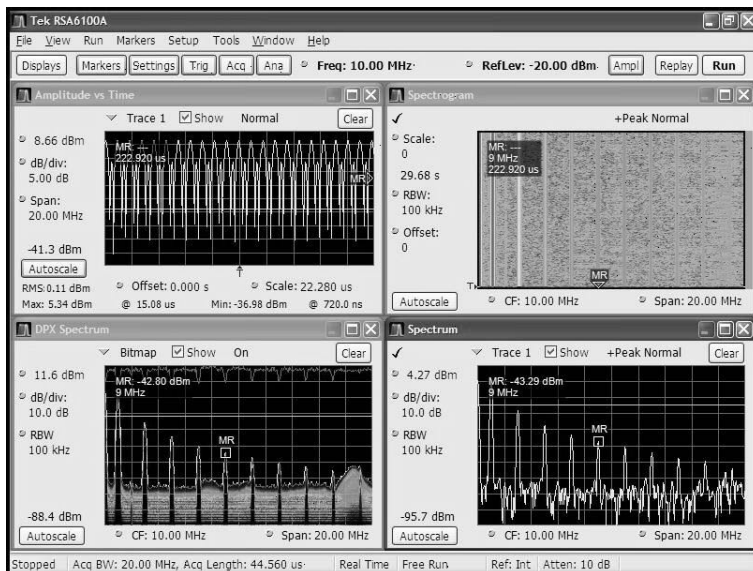 Tek RSA6100A
File View Run Markers Setup Tools Window Help
Displays Markers Settings Trig Acq Ana Freq: 10.00 MHz RefLev: -20.00 dBm Ampl Replay Run
Amplitude vs Time
Trace 1 Show Normal Clear
8.66 dBm
dB/div:
5.00 dB
Span:
20.00 MHz
-41.3 dBm
Autoscale
MR: ---
222.920 us
MR
Offset: 0.000 s Scale: 22.280 us
RMS: 0.11 dBm
Max: 5.34 dBm @ 15.08 us Min: -36.98 dBm @ 720.0 ns
Spectrogram
+Peak Normal
Scale:
0
29.68 s
RBW:
100 kHz
Offset:
0
MR: ---
9 MHz
222.920 us
MR
Autoscale CF: 10.00 MHz Span: 20.00 MHz
DPX Spectrum
Bitmap Show On Clear
11.6 dBm
dB/div:
10.0 dB
RBW
100 kHz
-88.4 dBm
MR: -42.80 dBm
9 MHz
MR
Autoscale CF: 10.00 MHz Span: 20.00 MHz
Spectrum
Trace 1 Show +Peak Normal Clear
4.27 dBm
dB/div:
10.0 dB
RBW
100 kHz
-95.7 dBm
MR: -43.29 dBm
9 MHz
MR
Autoscale CF: 10.00 MHz Span: 20.00 MHz
Stopped Acq BW: 20.00 MHz, Acq Length: 44.560 us Real Time Free Run Ref: Int Atten: 10 dB